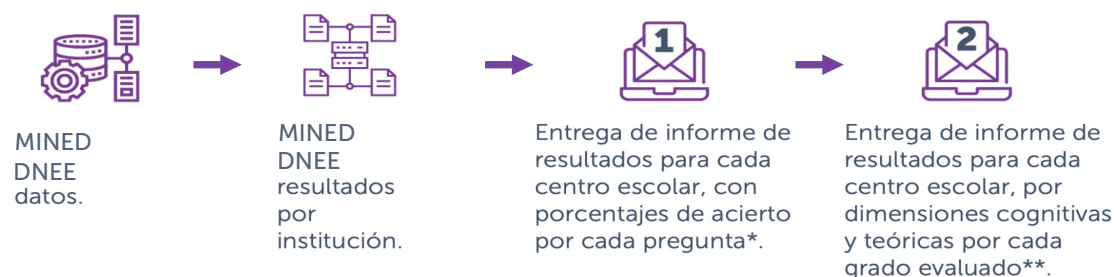 1
2
MINED
DNEE
datos.
MINED
DNEE
resultados
por
institución.
Entrega de informe de
resultados para cada
centro escolar, con
porcentajes de acierto
por cada pregunta*.
Entrega de informe de
resultados para cada
centro escolar, por
dimensiones cognitivas
y teóricas por cada
grado evaluado**.